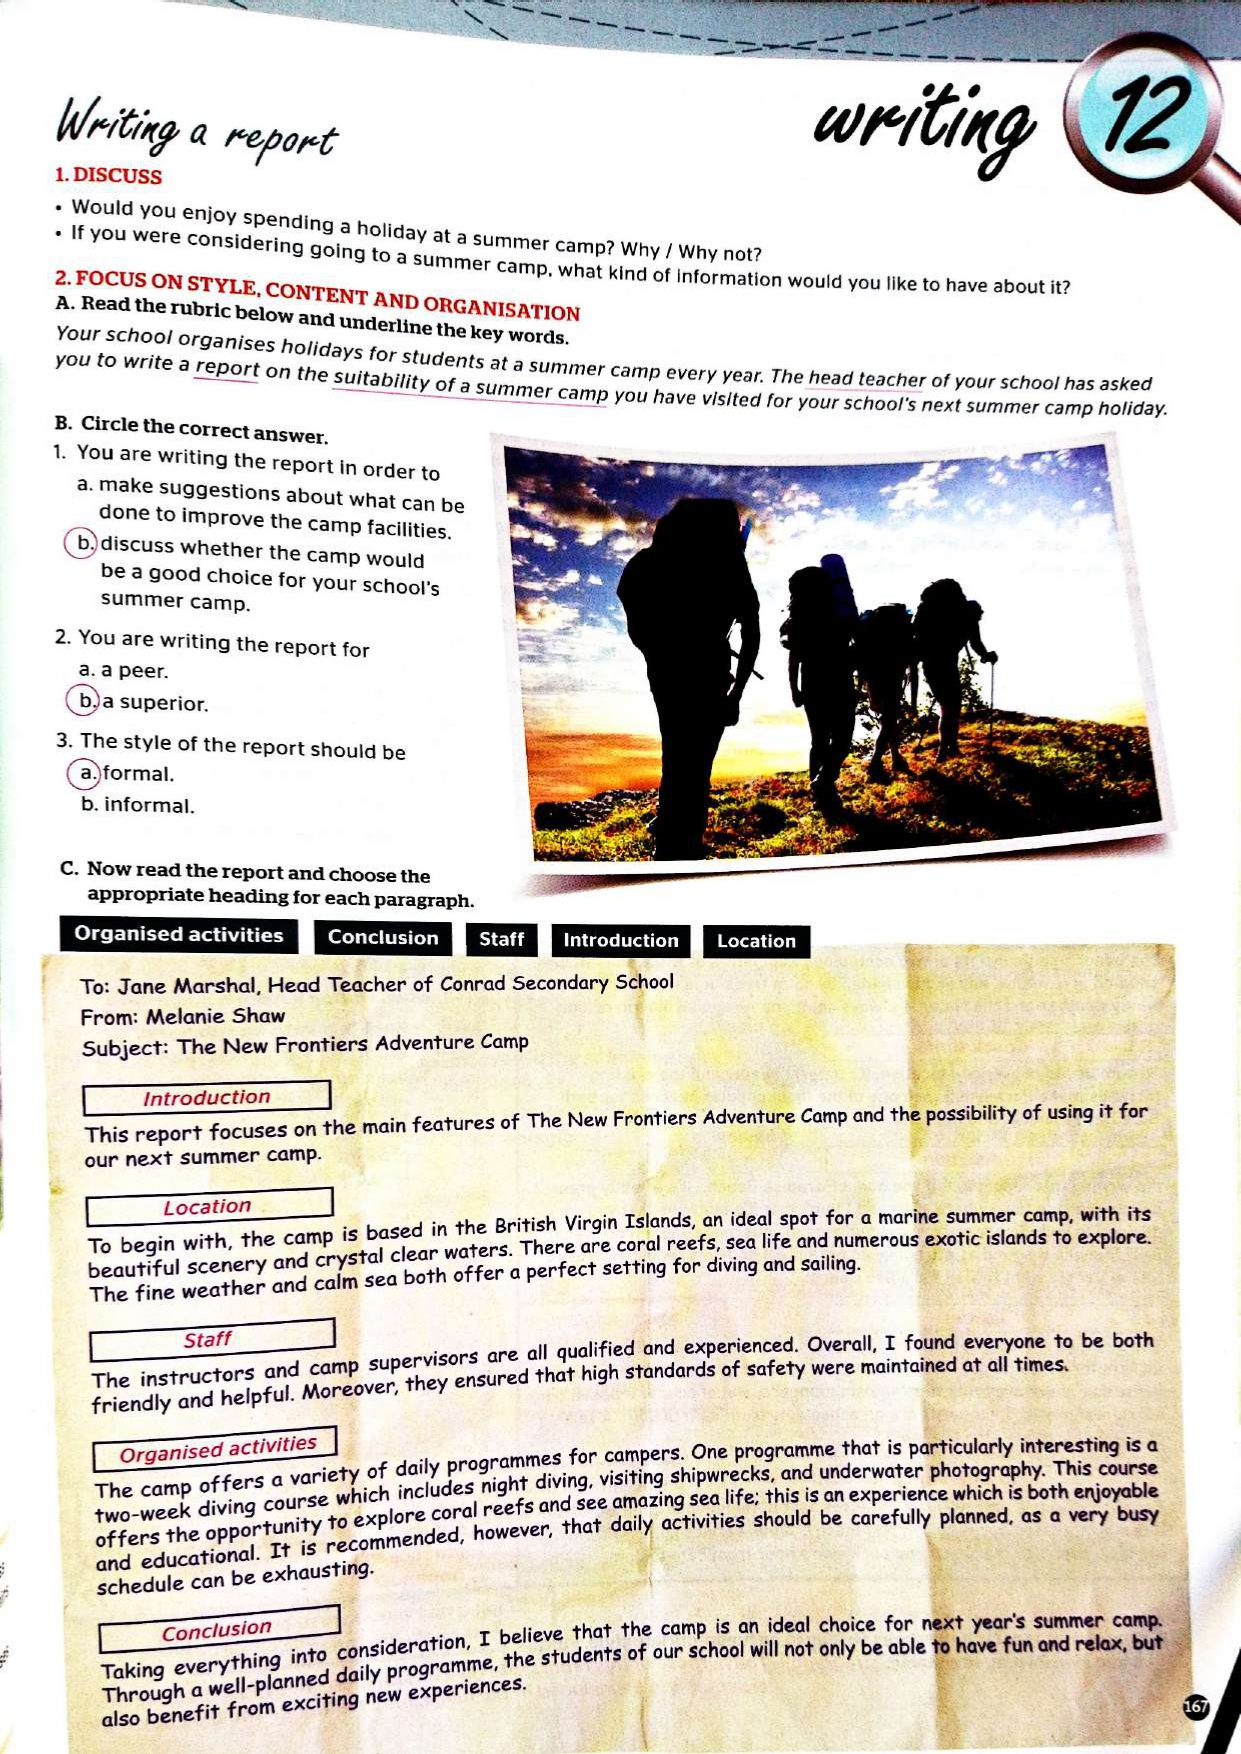 Writing a report
writing 12
1. DISCUSS
• Would you enjoy spending a holiday at a summer camp? Why / Why not?
• If you were considering going to a summer camp, what kind of information would you like to have about it?
2. FOCUS ON STYLE, CONTENT AND ORGANISATION
A. Read the rubric below and underline the key words.
Your school organises holidays for students at a summer camp every year. The head teacher of your school has asked
you to write a report on the suitability of a summer camp you have visited for your school's next summer camp holiday.
B. Circle the correct answer.
1. You are writing the report in order to
a. make suggestions about what can be
done to improve the camp facilities.
b. discuss whether the camp would
be a good choice for your school's
summer camp.
2. You are writing the report for
a. a peer.
b. a superior.
3. The style of the report should be
a. formal.
b. informal.
C. Now read the report and choose the
appropriate heading for each paragraph.
Organised activities Conclusion Staff Introduction Location
To: Jane Marshal, Head Teacher of Conrad Secondary School
From: Melanie Shaw
Subject: The New Frontiers Adventure Camp
Introduction
This report focuses on the main features of The New Frontiers Adventure Camp and the possibility of using it for
our next summer camp.
Location
To begin with, the camp is based in the British Virgin Islands, an ideal spot for a marine summer camp, with its
beautiful scenery and crystal clear waters. There are coral reefs, sea life and numerous exotic islands to explore.
The fine weather and calm sea both offer a perfect setting for diving and sailing.
Staff
The instructors and camp supervisors are all qualified and experienced. Overall, I found everyone to be both
friendly and helpful. Moreover, they ensured that high standards of safety were maintained at all times.
Organised activities
The camp offers a variety of daily programmes for campers. One programme that is particularly interesting is a
two-week diving course which includes night diving, visiting shipwrecks, and underwater photography. This course
offers the opportunity to explore coral reefs and see amazing sea life; this is an experience which is both enjoyable
and educational. It is recommended, however, that daily activities should be carefully planned, as a very busy
schedule can be exhausting.
Conclusion
Taking everything into consideration, I believe that the camp is an ideal choice for next year's summer camp.
Through a well-planned daily programme, the students of our school will not only be able to have fun and relax, but
also benefit from exciting new experiences.
167